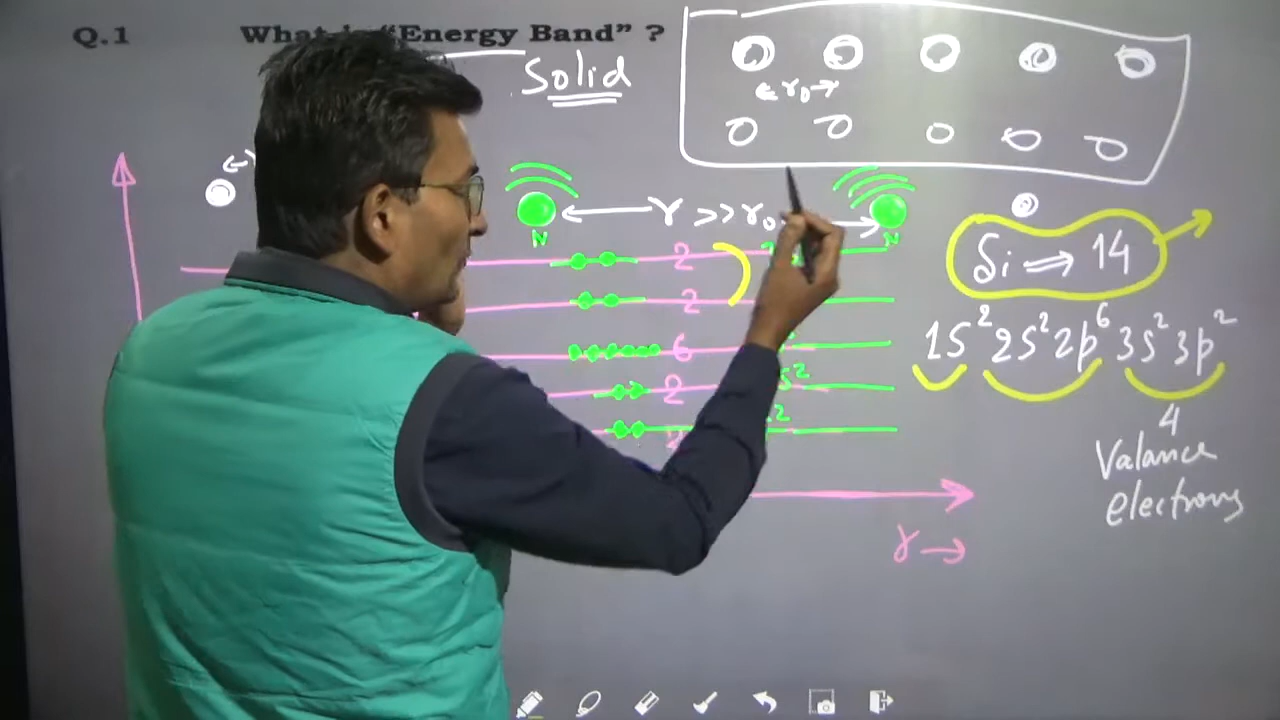 Q.1 What is "Energy Band" ?
Solid
←r₀→
r >> r₀
N
N
2
2
6
2
Si ⇒ 14
1s² 2s² 2p⁶ 3s² 3p²
4
Valance
electrons
r →